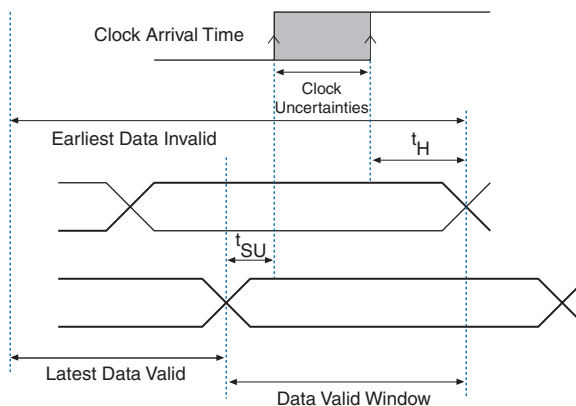 Clock Arrival Time
Clock
Uncertainties
Earliest Data Invalid
tH
tSU
Latest Data Valid
Data Valid Window